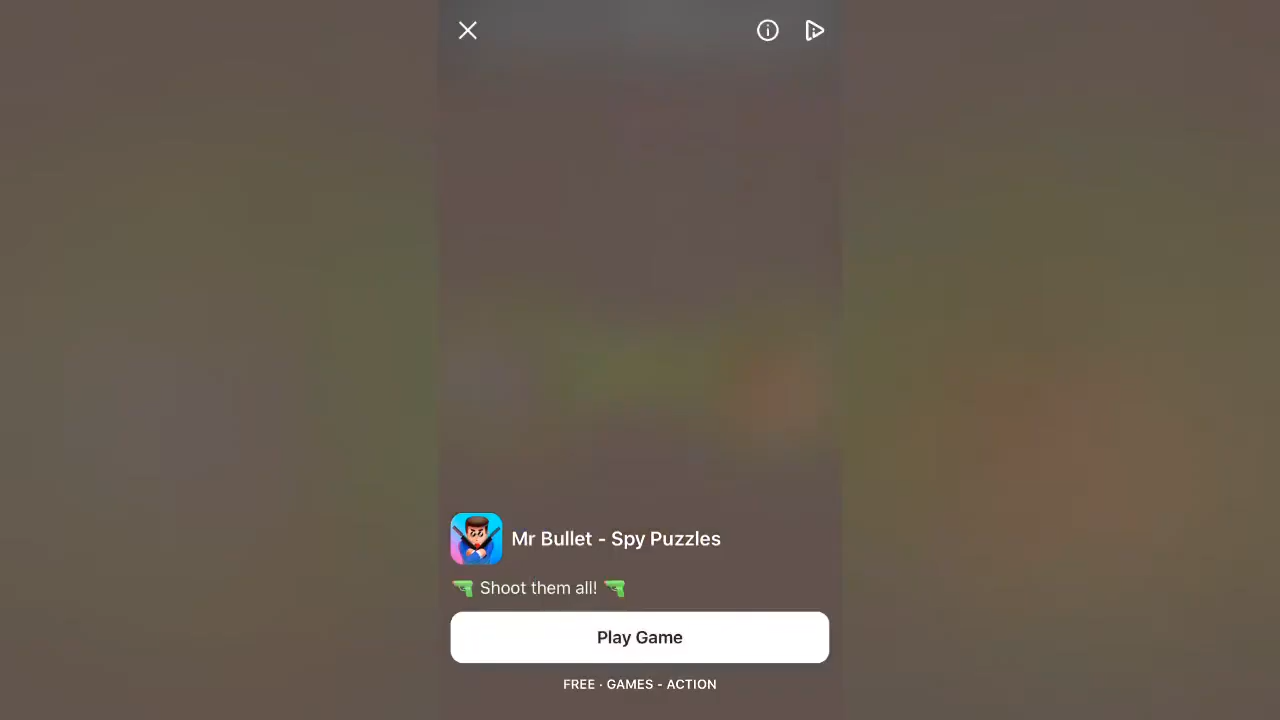 Mr Bullet - Spy Puzzles
🔫 Shoot them all! 🔫
Play Game
FREE · GAMES - ACTION